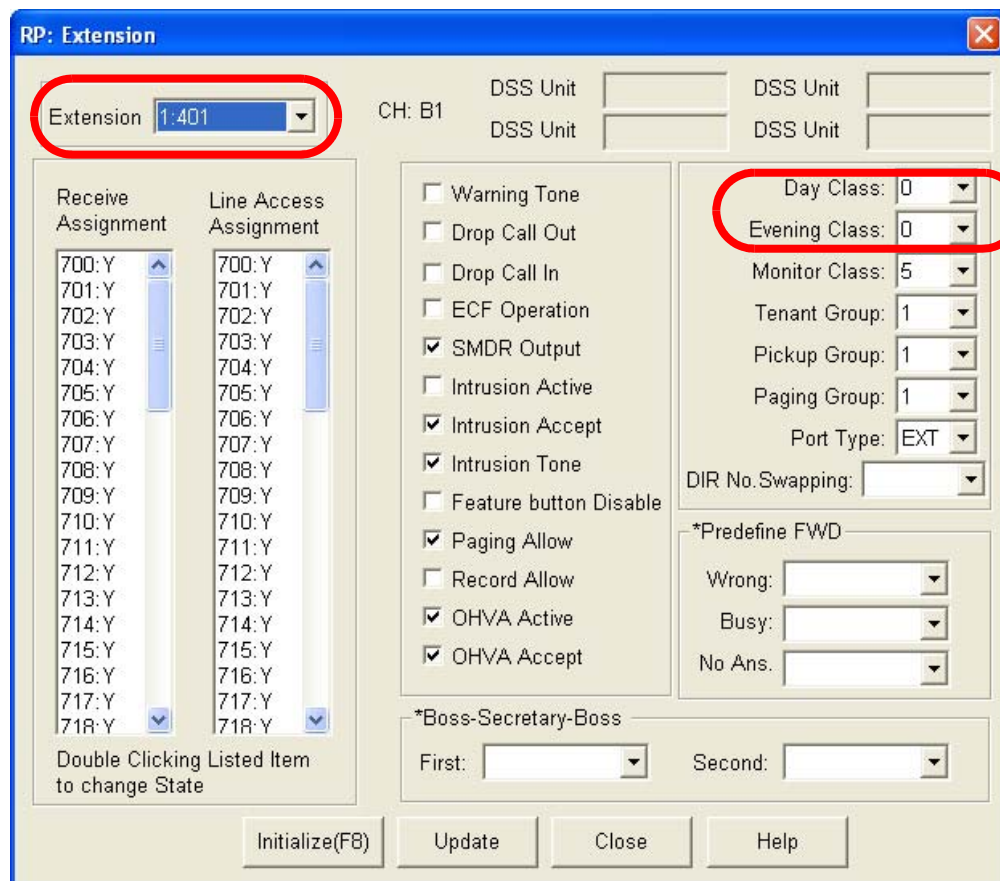 RP: Extension
Extension 1:401
CH: B1
DSS Unit
DSS Unit
DSS Unit
DSS Unit
Receive Assignment
700:Y
701:Y
702:Y
703:Y
704:Y
705:Y
706:Y
707:Y
708:Y
709:Y
710:Y
711:Y
712:Y
713:Y
714:Y
715:Y
716:Y
717:Y
718:Y
Line Access Assignment
700:Y
701:Y
702:Y
703:Y
704:Y
705:Y
706:Y
707:Y
708:Y
709:Y
710:Y
711:Y
712:Y
713:Y
714:Y
715:Y
716:Y
717:Y
718:Y
Double Clicking Listed Item
to change State
Warning Tone
Drop Call Out
Drop Call In
ECF Operation
SMDR Output
Intrusion Active
Intrusion Accept
Intrusion Tone
Feature button Disable
Paging Allow
Record Allow
OHVA Active
OHVA Accept
Day Class: 0
Evening Class: 0
Monitor Class: 5
Tenant Group: 1
Pickup Group: 1
Paging Group: 1
Port Type: EXT
DIR No.Swapping:
*Predefine FWD
Wrong:
Busy:
No Ans.
*Boss-Secretary-Boss
First:
Second:
Initialize(F8)
Update
Close
Help